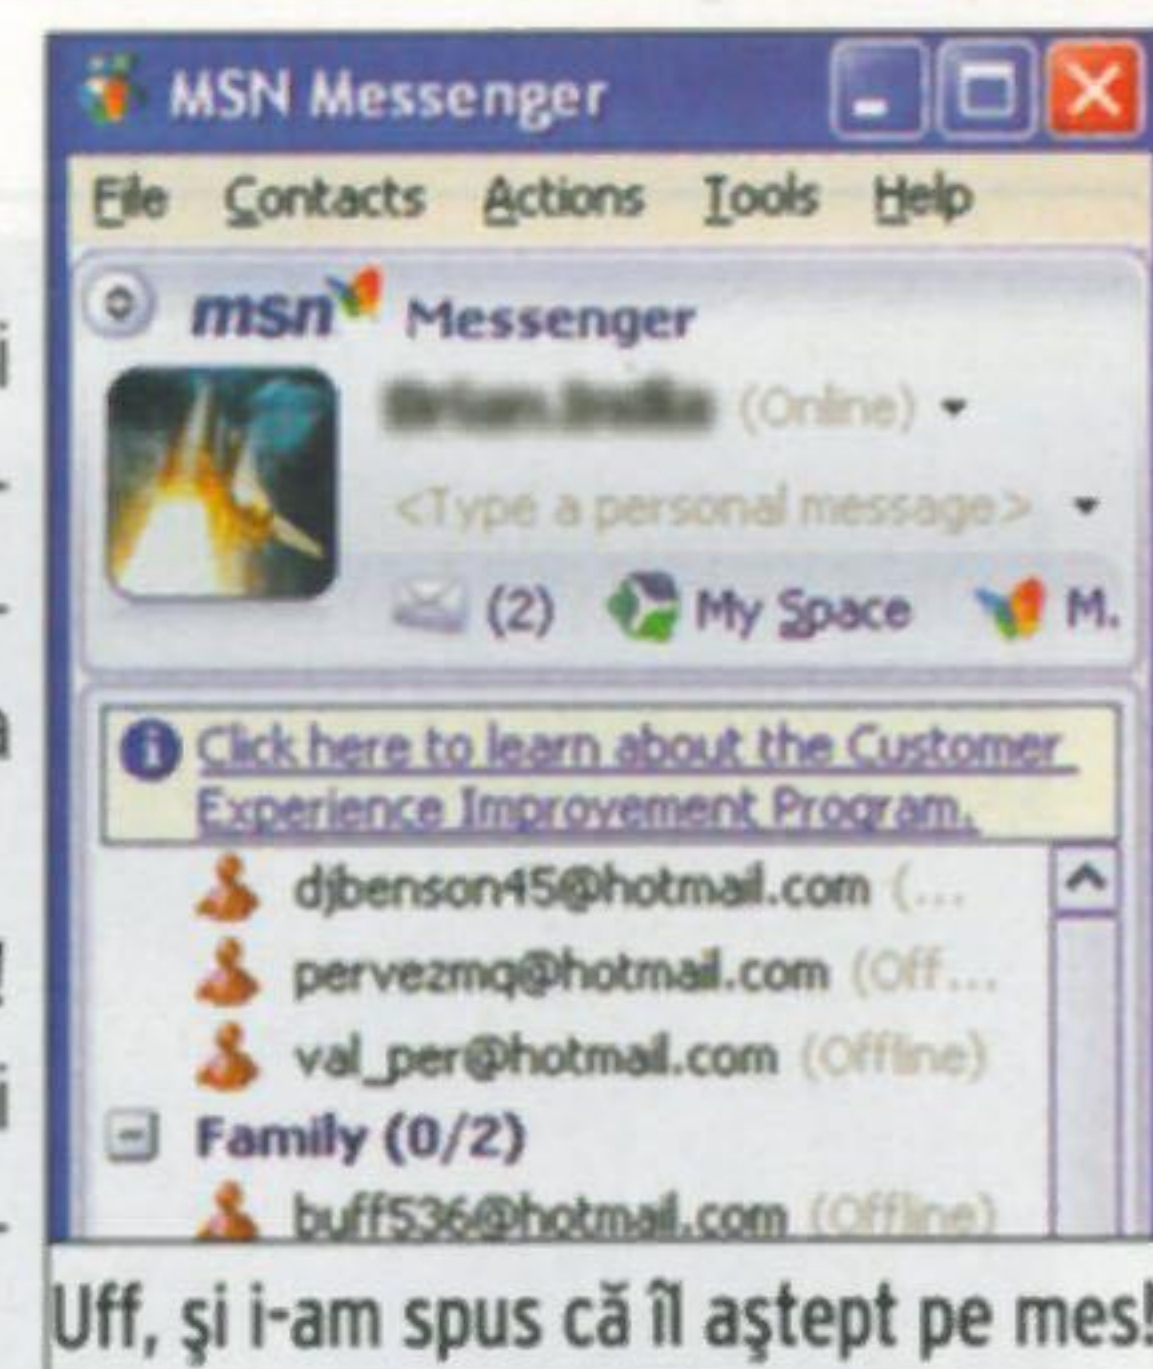 MSN Messenger
File Contacts Actions Tools Help
msn Messenger
(Online)
<Type a personal message>
(2) My Space M.
Click here to learn about the Customer
Experience Improvement Program.
djbenson45@hotmail.com (...
pervezmq@hotmail.com (Off...
val_per@hotmail.com (Offline)
Family (0/2)
buff536@hotmail.com (Offline)
Uff, și i-am spus că îl aștept pe mes!